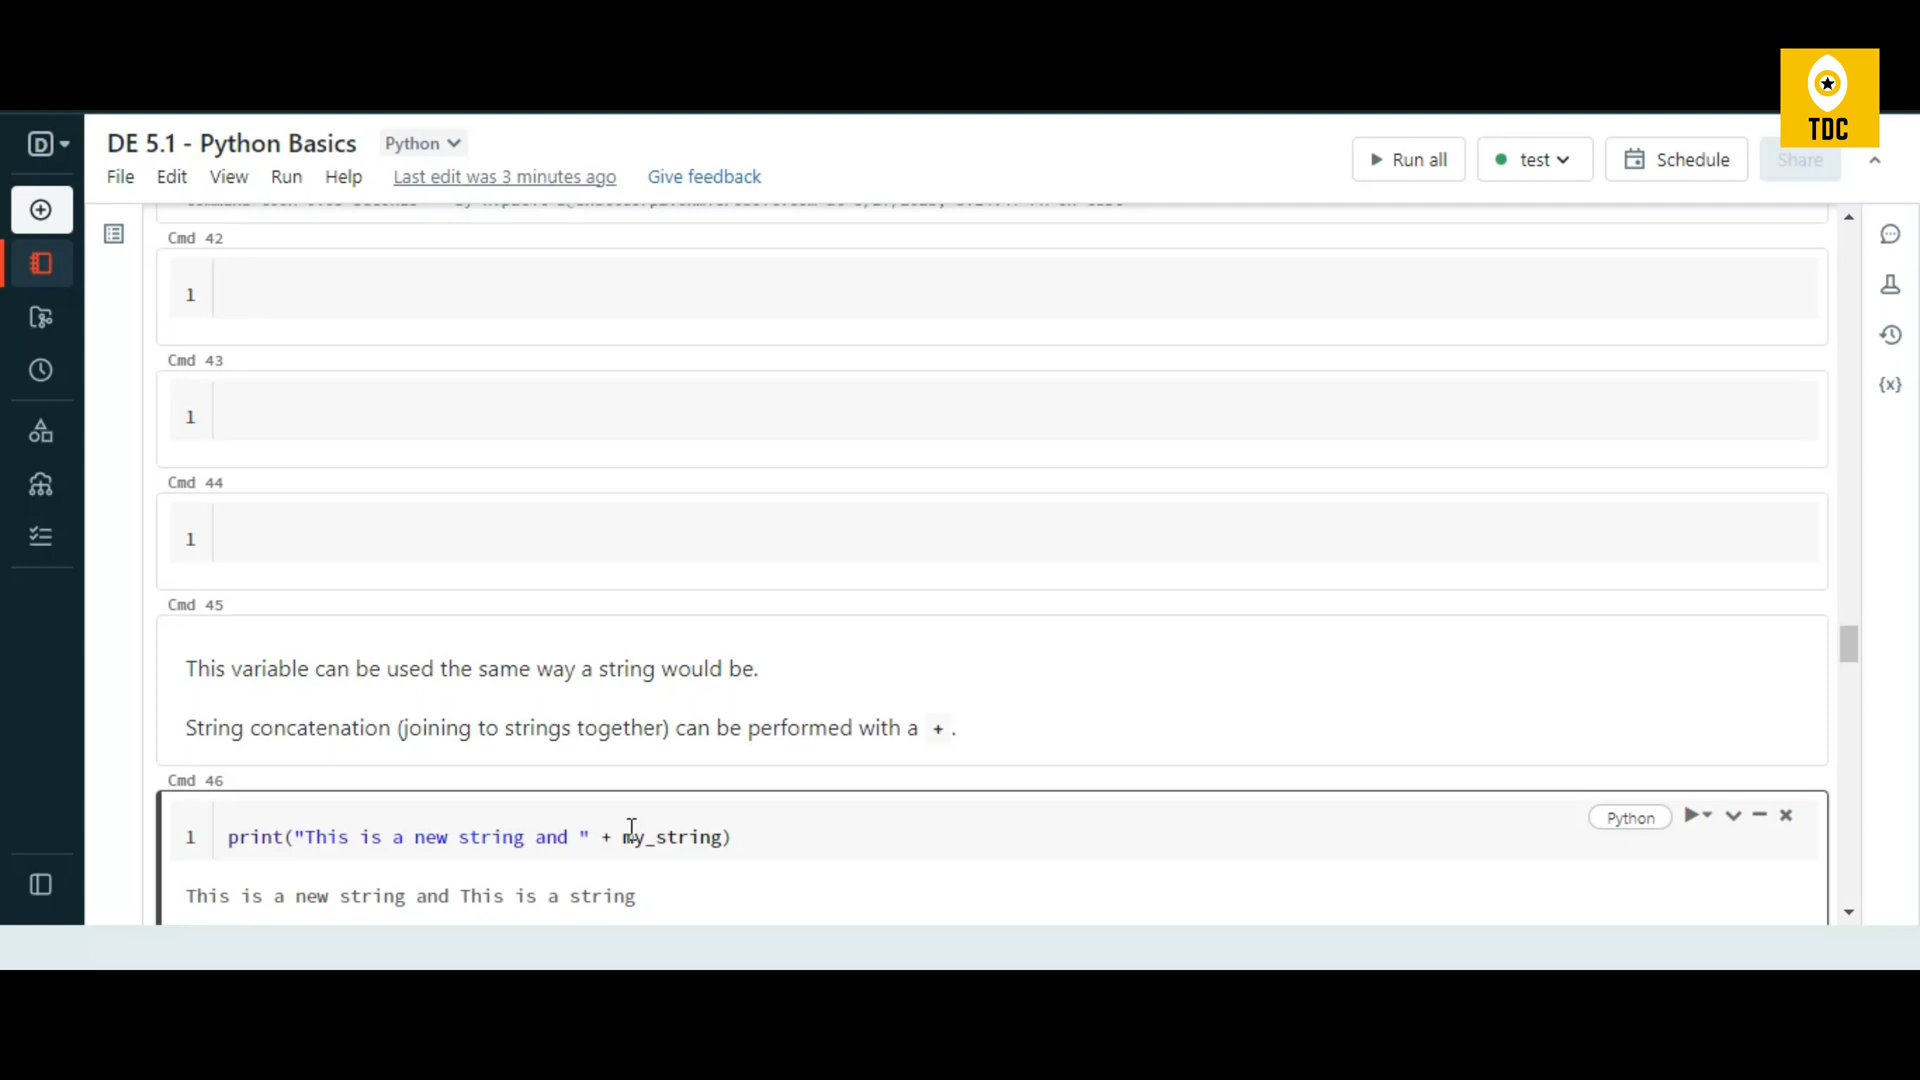 TDC
DE 5.1 - Python Basics Python
File Edit View Run Help Last edit was 3 minutes ago Give feedback
Run all test Schedule Share
Cmd 42
1
Cmd 43
1
Cmd 44
1
Cmd 45
This variable can be used the same way a string would be.
String concatenation (joining to strings together) can be performed with a + .
Cmd 46
Python
1 print("This is a new string and " + my_string)
This is a new string and This is a string